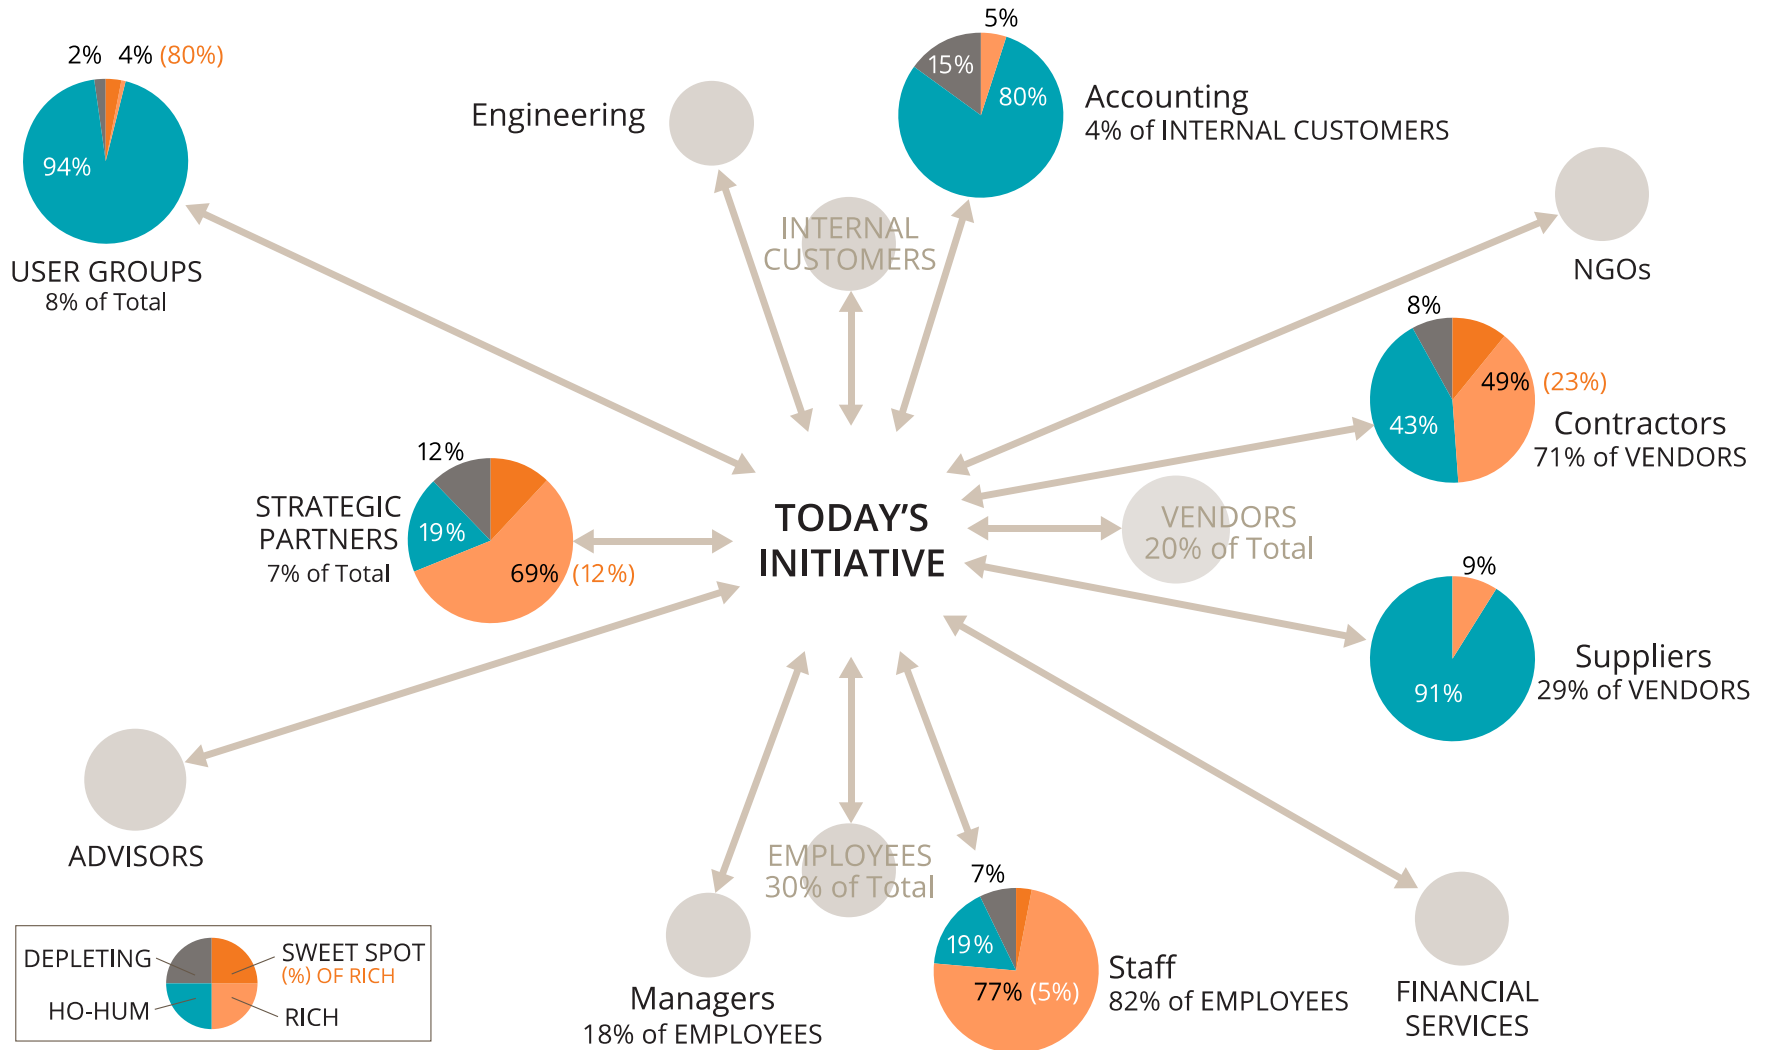 2%
4% (80%)
94%
USER GROUPS
8% of Total
Engineering
INTERNAL
CUSTOMERS
5%
15%
80%
Accounting
4% of INTERNAL CUSTOMERS
NGOs
8%
49% (23%)
43%
Contractors
71% of VENDORS
12%
STRATEGIC
PARTNERS
7% of Total
19%
69% (12%)
TODAY'S
INITIATIVE
VENDORS
20% of Total
9%
91%
Suppliers
29% of VENDORS
ADVISORS
EMPLOYEES
30% of Total
Managers
18% of EMPLOYEES
7%
19%
77% (5%)
Staff
82% of EMPLOYEES
FINANCIAL
SERVICES
DEPLETING
SWEET SPOT
(%) OF RICH
HO-HUM
RICH